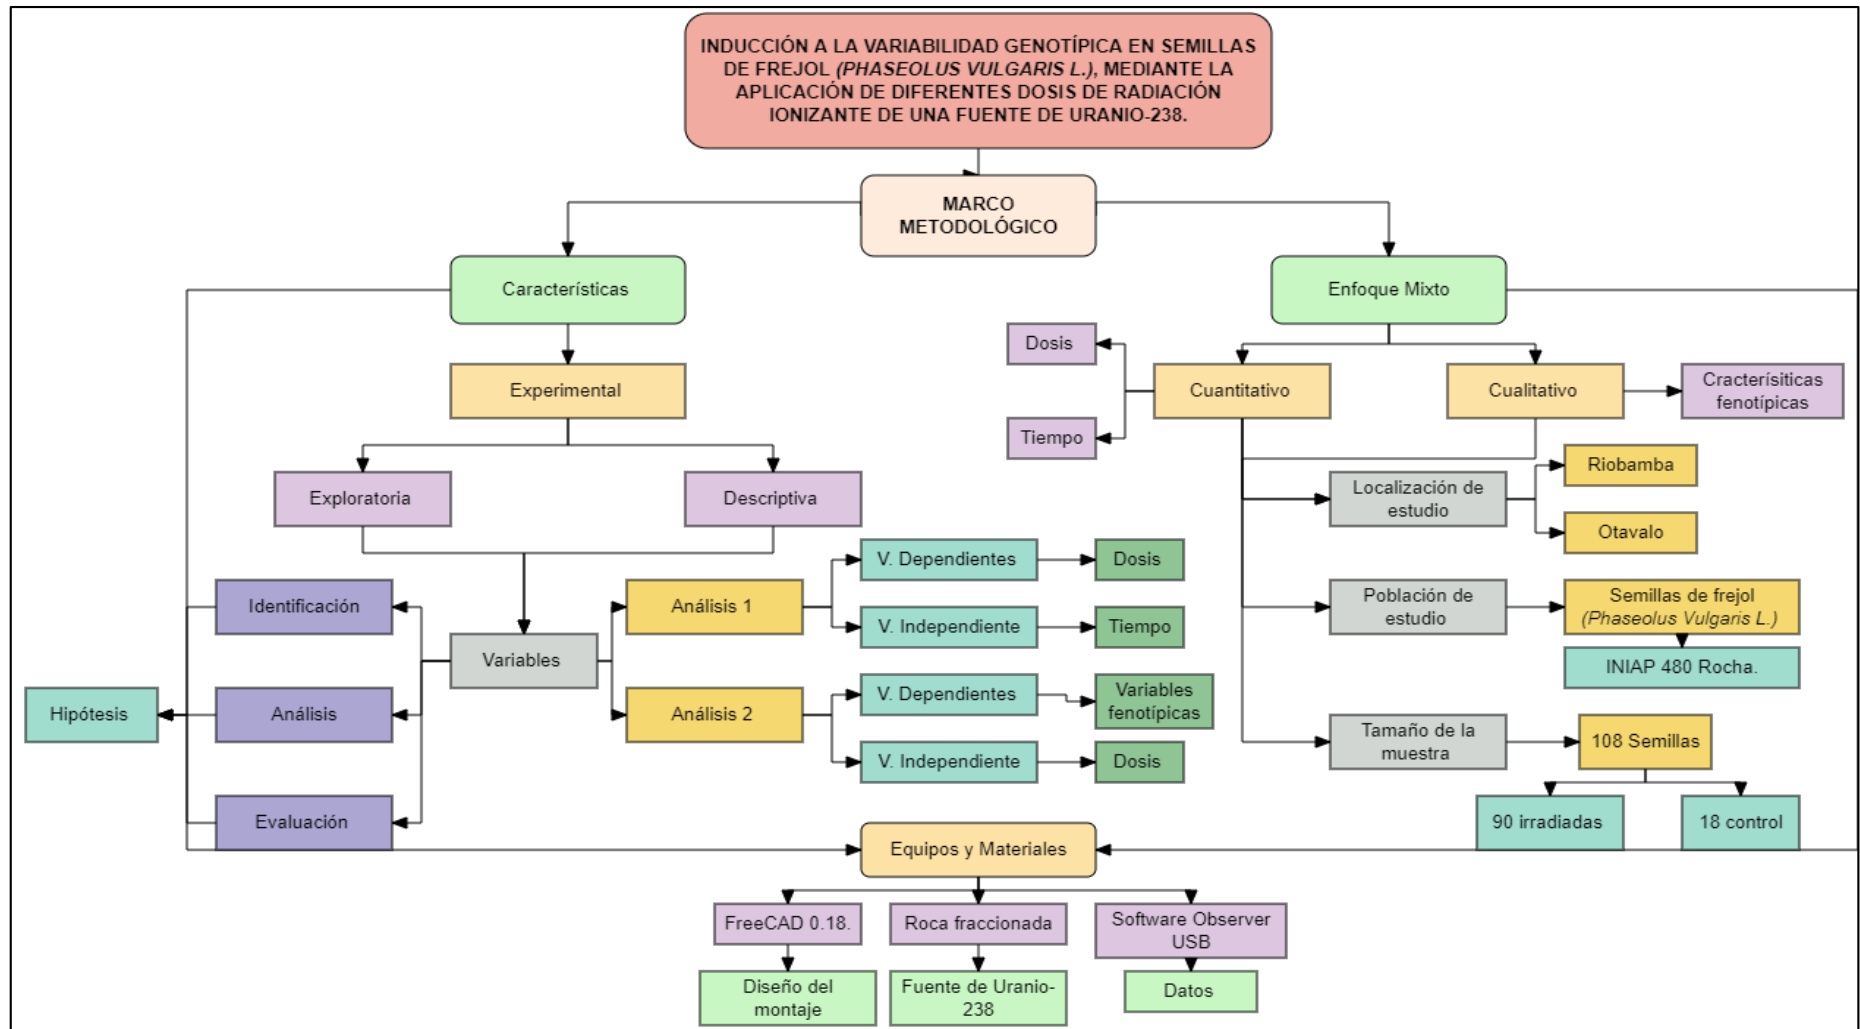 INDUCCIÓN A LA VARIABILIDAD GENOTÍPICA EN SEMILLAS
DE FREJOL (PHASEOLUS VULGARIS L.), MEDIANTE LA
APLICACIÓN DE DIFERENTES DOSIS DE RADIACIÓN
IONIZANTE DE UNA FUENTE DE URANIO-238.
MARCO
METODOLÓGICO
Características
Enfoque Mixto
Experimental
Dosis
Tiempo
Cuantitativo
Cualitativo
Cracterísiticas
fenotípicas
Exploratoria
Descriptiva
Localización de
estudio
Riobamba
Otavalo
Identificación
Análisis
Evaluación
Hipótesis
Variables
Análisis 1
V. Dependientes
Dosis
V. Independiente
Tiempo
Análisis 2
V. Dependientes
Variables
fenotípicas
V. Independiente
Dosis
Población de
estudio
Semillas de frejol
(Phaseolus Vulgaris L.)
INIAP 480 Rocha.
Tamaño de la
muestra
108 Semillas
90 irradiadas
18 control
Equipos y Materiales
FreeCAD 0.18.
Roca fraccionada
Software Observer
USB
Diseño del
montaje
Fuente de Uranio-
238
Datos